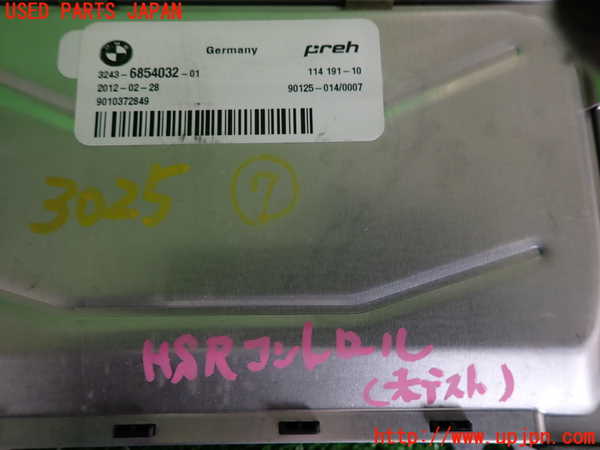 USED PARTS JAPAN
BMW
Germany
preh
3243-6854032-01
114 191-10
2012-02-28
90125-014/0007
9010372849
3025 ⑦
HSRコントロール
(未テスト)
http://www.upjpn.com/